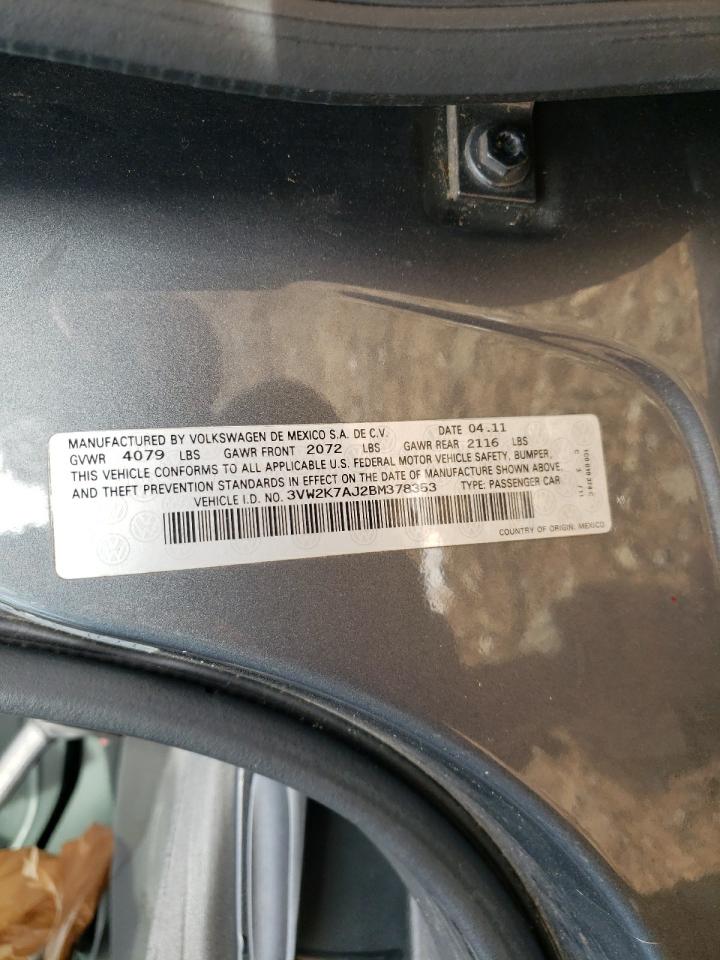 MANUFACTURED BY VOLKSWAGEN DE MEXICO S.A. DE C.V. DATE 04.11
GVWR 4079 LBS GAWR FRONT 2072 LBS GAWR REAR 2116 LBS
THIS VEHICLE CONFORMS TO ALL APPLICABLE U.S. FEDERAL MOTOR VEHICLE SAFETY, BUMPER,
AND THEFT PREVENTION STANDARDS IN EFFECT ON THE DATE OF MANUFACTURE SHOWN ABOVE.
VEHICLE I.D. NO. 3VW2K7AJ2BM378353 TYPE: PASSENGER CAR
COUNTRY OF ORIGIN: MEXICO